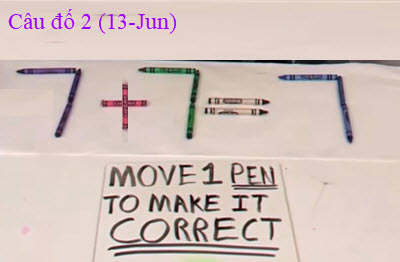 Câu đố 2 (13-Jun)
7 + 7 = 7
MOVE 1 PEN
TO MAKE IT
CORRECT